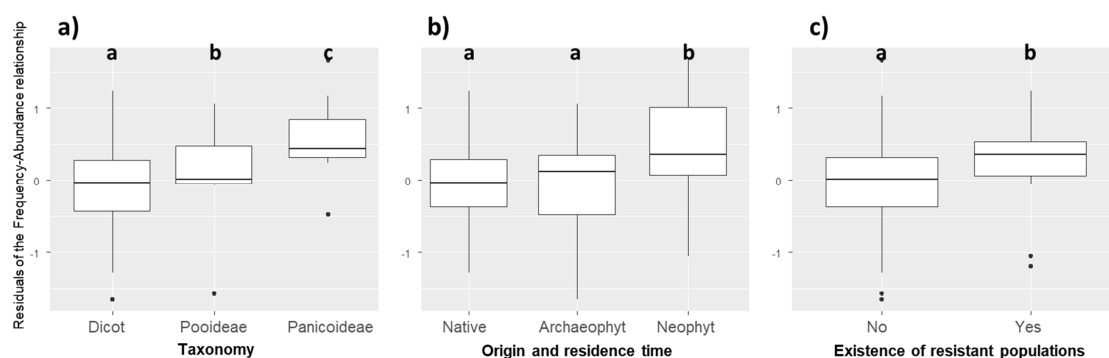 a)
a b c
Residuals of the Frequency-Abundance relationship
1
0
-1
Dicot Pooideae Panicoideae
Taxonomy
b)
a a b
1
0
-1
Native Archaeophyt Neophyt
Origin and residence time
c)
a b
1
0
-1
No Yes
Existence of resistant populations